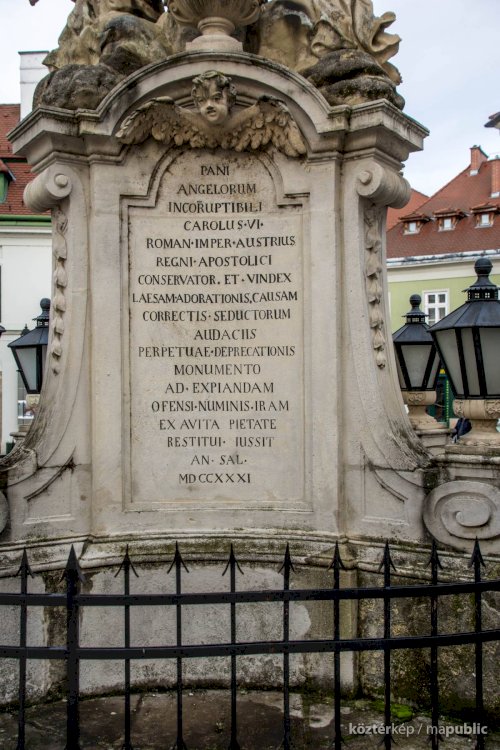 PANI
ANGELORUM
INCORRUPTIBILI
CAROLUS·VI·
ROMAN·IMPER·AUSTRIUS
REGNI·APOSTOLICI
CONSERVATOR·ET·VINDEX
LAESAM·ADORATIONIS·CAUSAM
CORRECTIS·SEDUCTORUM
AUDACIIS
PERPETUAE·DEPRECATIONIS
MONUMENTO
AD·EXPIANDAM
OFENSI·NUMINIS·IRAM
EX AVITA PIETATE
RESTITUI·IUSSIT
AN·SAL·
MDCCXXXI
köztérkép / mapublic